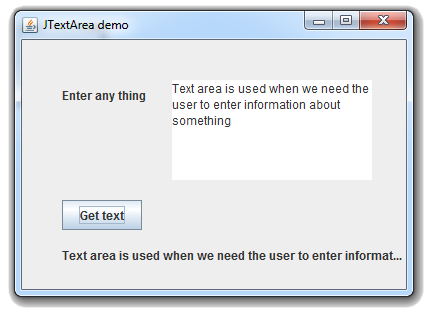 JTextArea demo
Enter any thing
Text area is used when we need the
user to enter information about
something
Get text
Text area is used when we need the user to enter informat...